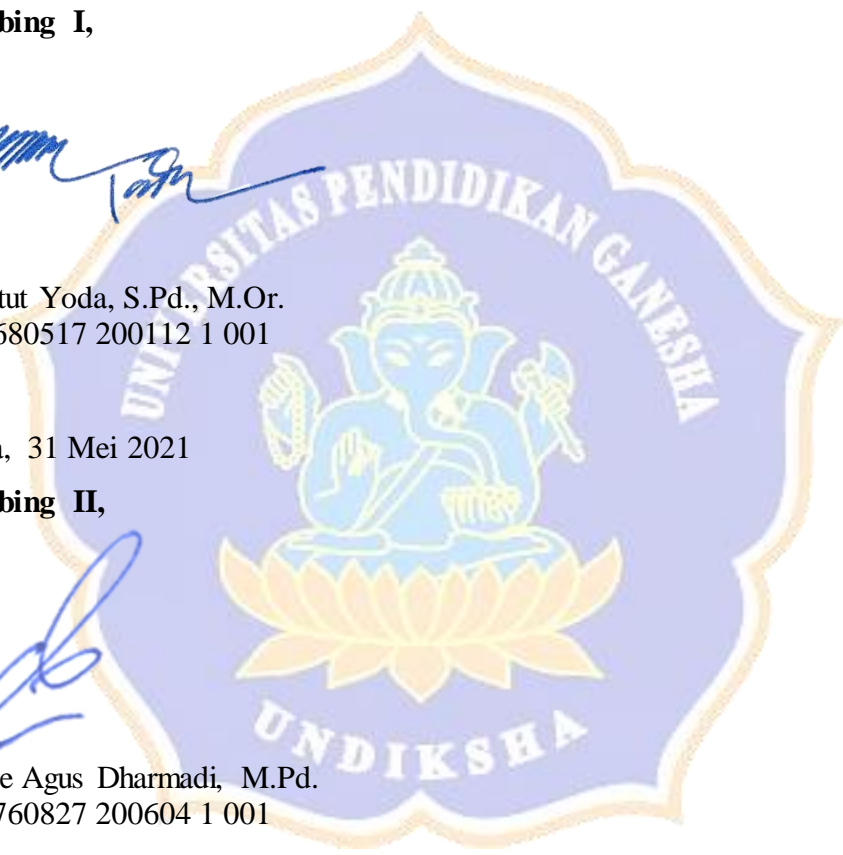 bing I,
UNIVERSITAS PENDIDIKAN GANESHA
tut Yoda, S.Pd., M.Or.
680517 200112 1 001
a, 31 Mei 2021
bing II,
UNDIKSHA
e Agus Dharmadi, M.Pd.
760827 200604 1 001